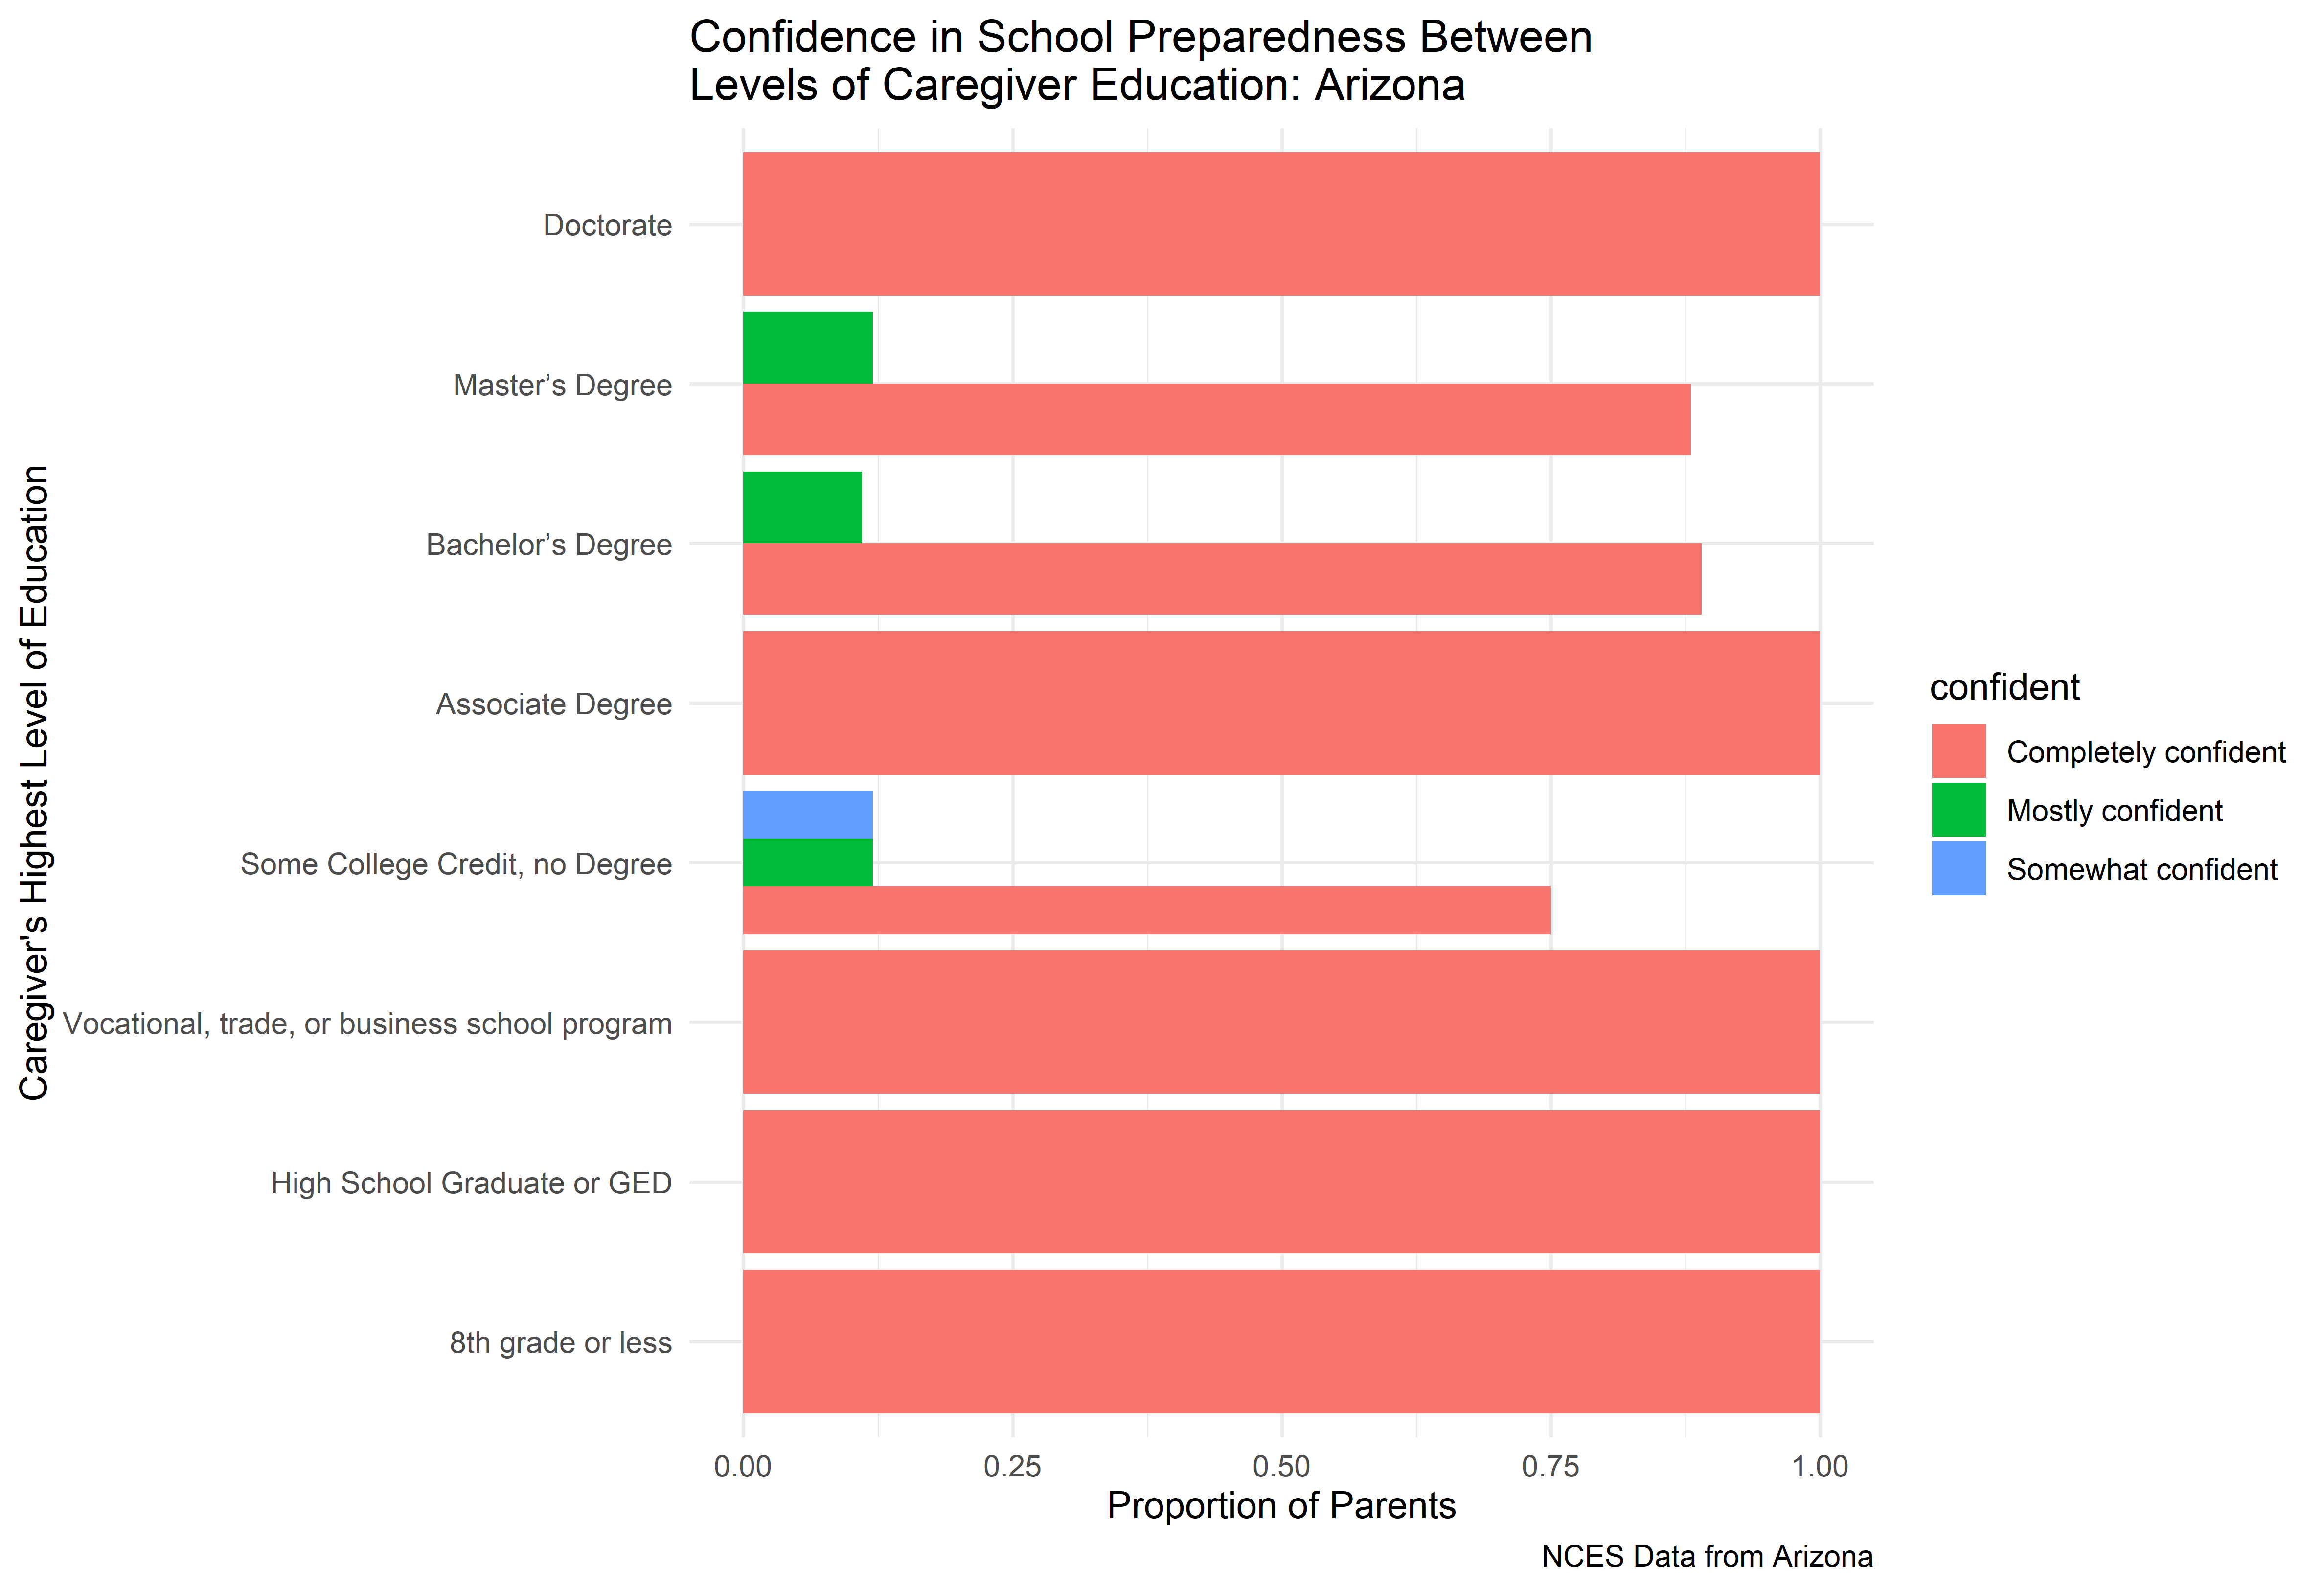 Confidence in School Preparedness Between
Levels of Caregiver Education: Arizona
Caregiver's Highest Level of Education
Doctorate
Master’s Degree
Bachelor’s Degree
Associate Degree
Some College Credit, no Degree
Vocational, trade, or business school program
High School Graduate or GED
8th grade or less
0.00
0.25
0.50
0.75
1.00
Proportion of Parents
confident
Completely confident
Mostly confident
Somewhat confident
NCES Data from Arizona